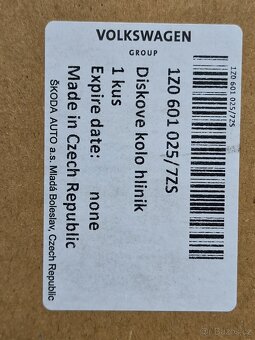 VOLKSWAGEN
GROUP
1Z0 601 025/7ZS
Diskove kolo hlinik
1 kus
Expire date: none
Made in Czech Republic
ŠKODA AUTO a.s. Mladá Boleslav, Czech Republic
1Z0 601 025/7ZS